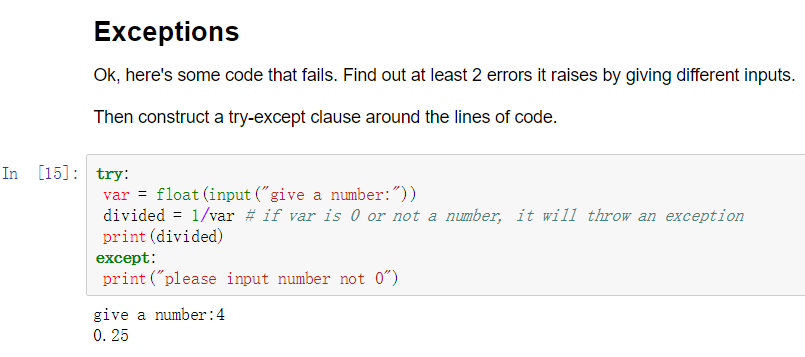 Exceptions
Ok, here's some code that fails. Find out at least 2 errors it raises by giving different inputs.
Then construct a try-except clause around the lines of code.
In [15]: try:
var = float(input("give a number:"))
divided = 1/var # if var is 0 or not a number, it will throw an exception
print(divided)
except:
print("please input number not 0")
give a number:4
0.25